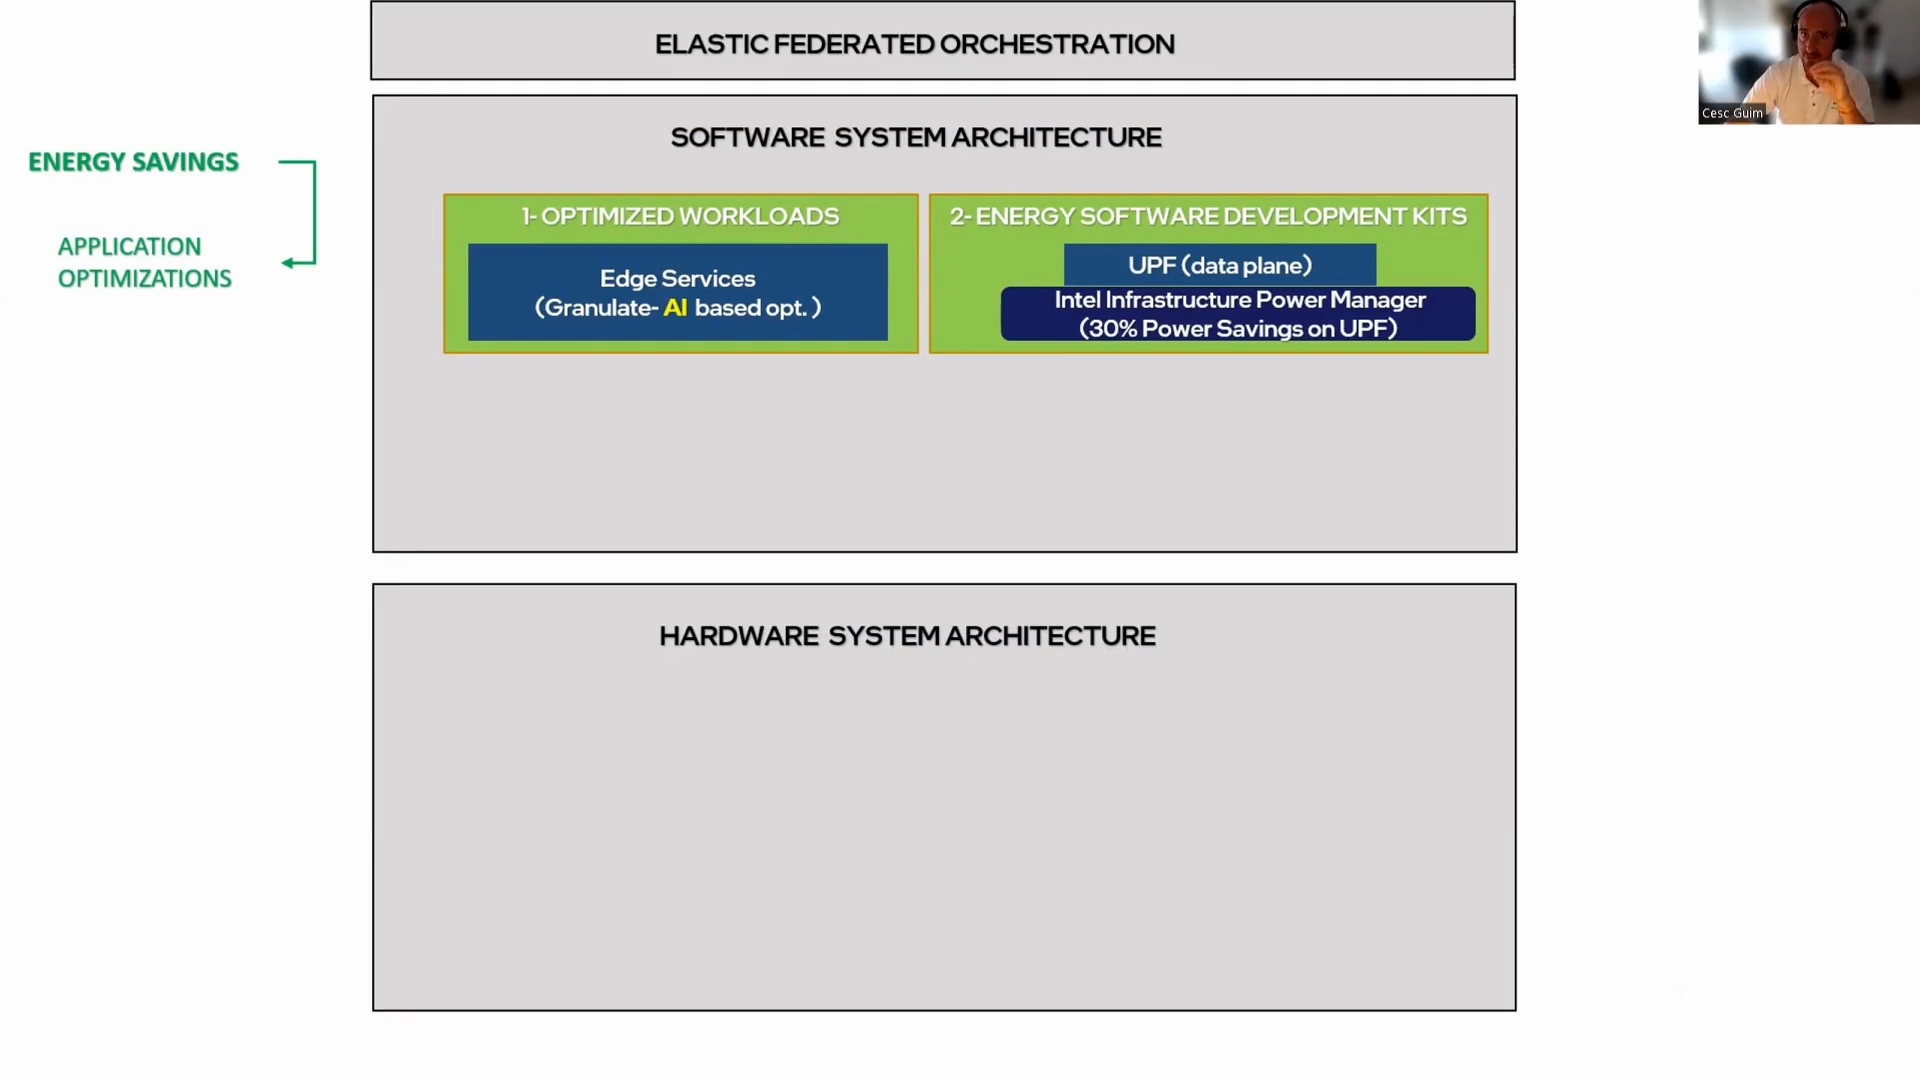 ELASTIC FEDERATED ORCHESTRATION
Cesc Guim
SOFTWARE SYSTEM ARCHITECTURE
ENERGY SAVINGS
APPLICATION
OPTIMIZATIONS
1- OPTIMIZED WORKLOADS
Edge Services
(Granulate- AI based opt. )
2- ENERGY SOFTWARE DEVELOPMENT KITS
UPF (data plane)
Intel Infrastructure Power Manager
(30% Power Savings on UPF)
HARDWARE SYSTEM ARCHITECTURE